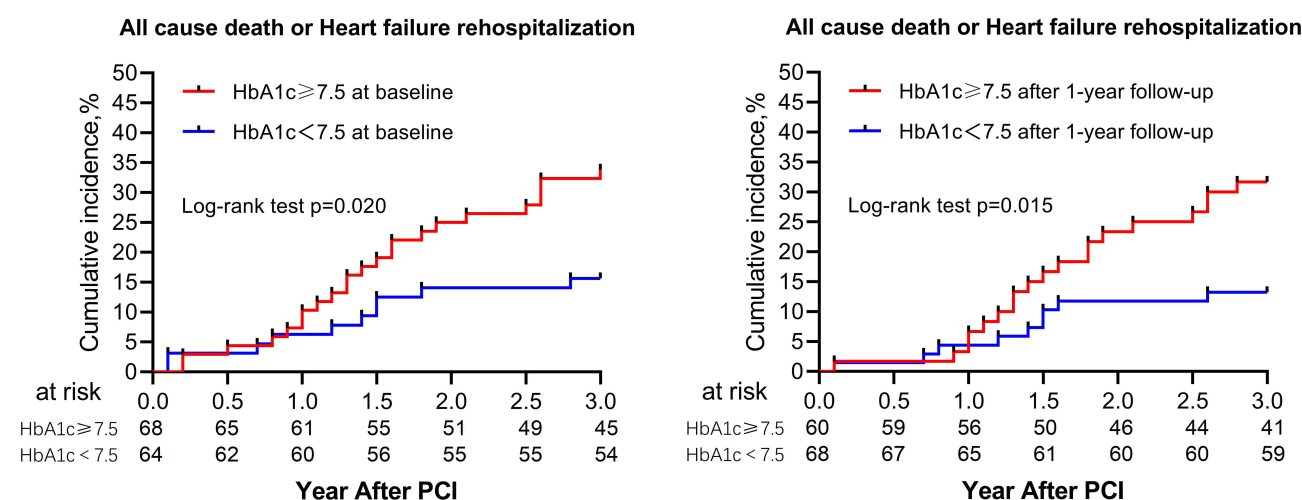 All cause death or Heart failure rehospitalization
50
45
40
35
30
25
20
15
10
5
0
Cumulative incidence,%
HbA1c≥7.5 at baseline
HbA1c<7.5 at baseline
Log-rank test p=0.020
at risk
0.0 0.5 1.0 1.5 2.0 2.5 3.0
HbA1c≥7.5 68 65 61 55 51 49 45
HbA1c<7.5 64 62 60 56 55 55 54
Year After PCI
All cause death or Heart failure rehospitalization
50
45
40
35
30
25
20
15
10
5
0
Cumulative incidence,%
HbA1c≥7.5 after 1-year follow-up
HbA1c<7.5 after 1-year follow-up
Log-rank test p=0.015
at risk
0.0 0.5 1.0 1.5 2.0 2.5 3.0
HbA1c≥7.5 60 59 56 50 46 44 41
HbA1c<7.5 68 67 65 61 60 60 59
Year After PCI